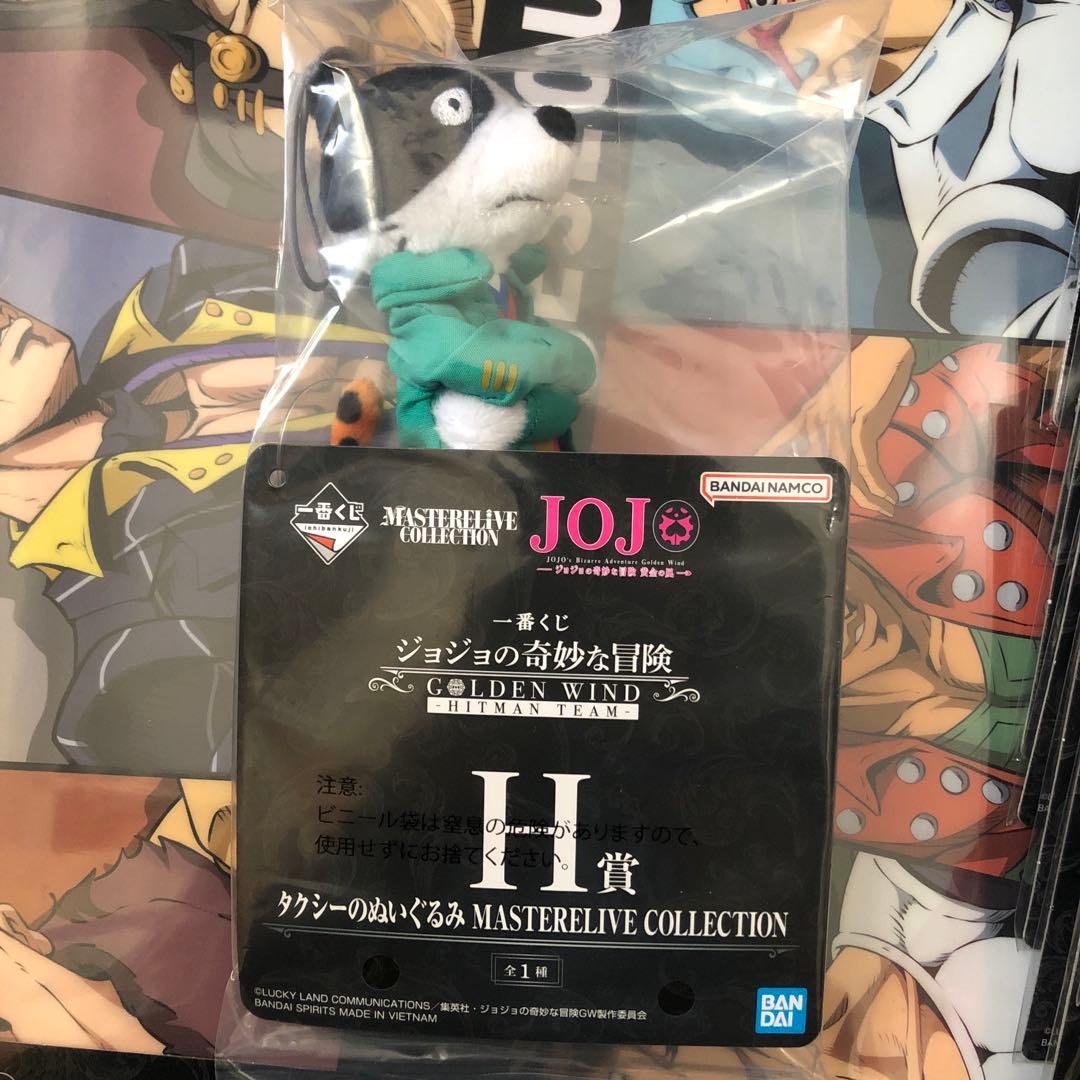 一番くじ
ichibankuji
MASTERELIVE
COLLECTION
JOJO
JOJO's Bizarre Adventure Golden Wind
ジョジョの奇妙な冒険 黄金の風
BANDAI NAMCO
一番くじ
ジョジョの奇妙な冒険
GOLDEN WIND
-HITMAN TEAM-
注意:
ビニール袋は窒息の危険がありますので、
使用せずにお捨てください。
H賞
タクシーのぬいぐるみ MASTERELIVE COLLECTION
全1種
©LUCKY LAND COMMUNICATIONS/集英社・ジョジョの奇妙な冒険GW製作委員会
BANDAI SPIRITS MADE IN VIETNAM
BAN
DAI